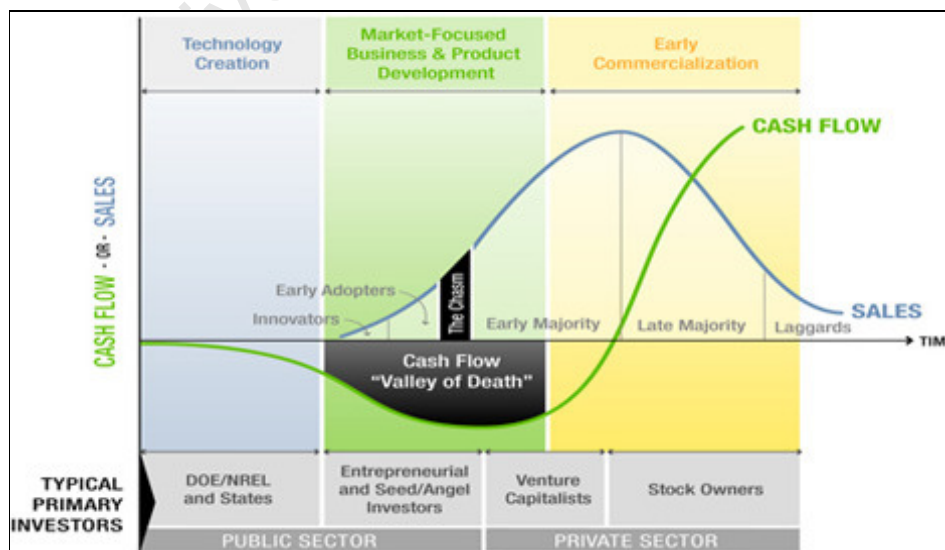 Technology
Creation
Market-Focused
Business & Product
Development
Early
Commercialization
CASH FLOW - OR - SALES
CASH FLOW
SALES
Early Adopters
Innovators
The Chasm
Early Majority
Late Majority
Laggards
TIM
Cash Flow
"Valley of Death"
TYPICAL
PRIMARY
INVESTORS
DOE/NREL
and States
Entrepreneurial
and Seed/Angel
Investors
Venture
Capitalists
Stock Owners
PUBLIC SECTOR
PRIVATE SECTOR